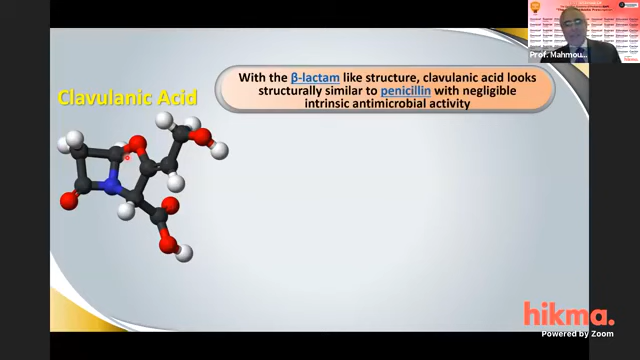 With the β-lactam like structure, clavulanic acid looks
structurally similar to penicillin with negligible
intrinsic antimicrobial activity
Clavulanic Acid
Prof. Mahmou...
hikma.
Powered by Zoom